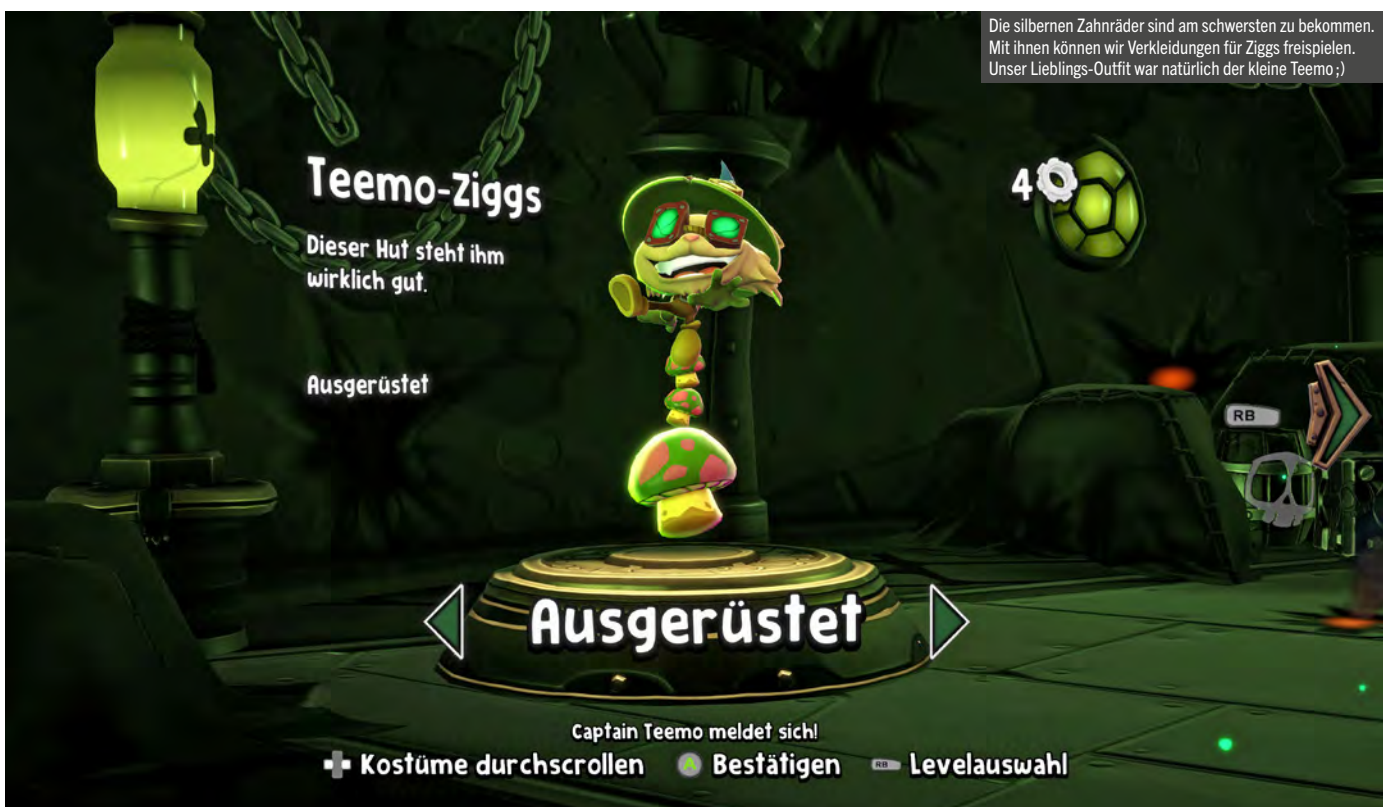 Die silbernen Zahnräder sind am schwersten zu bekommen.
Mit ihnen können wir Verkleidungen für Ziggs freispielen.
Unser Lieblings-Outfit war natürlich der kleine Teemo ;)
Teemo-Ziggs
4
Dieser Hut steht ihm
wirklich gut.
Ausgerüstet
RB
Ausgerüstet
Captain Teemo meldet sich!
Kostüme durchscrollen A Bestätigen RB Levelauswahl